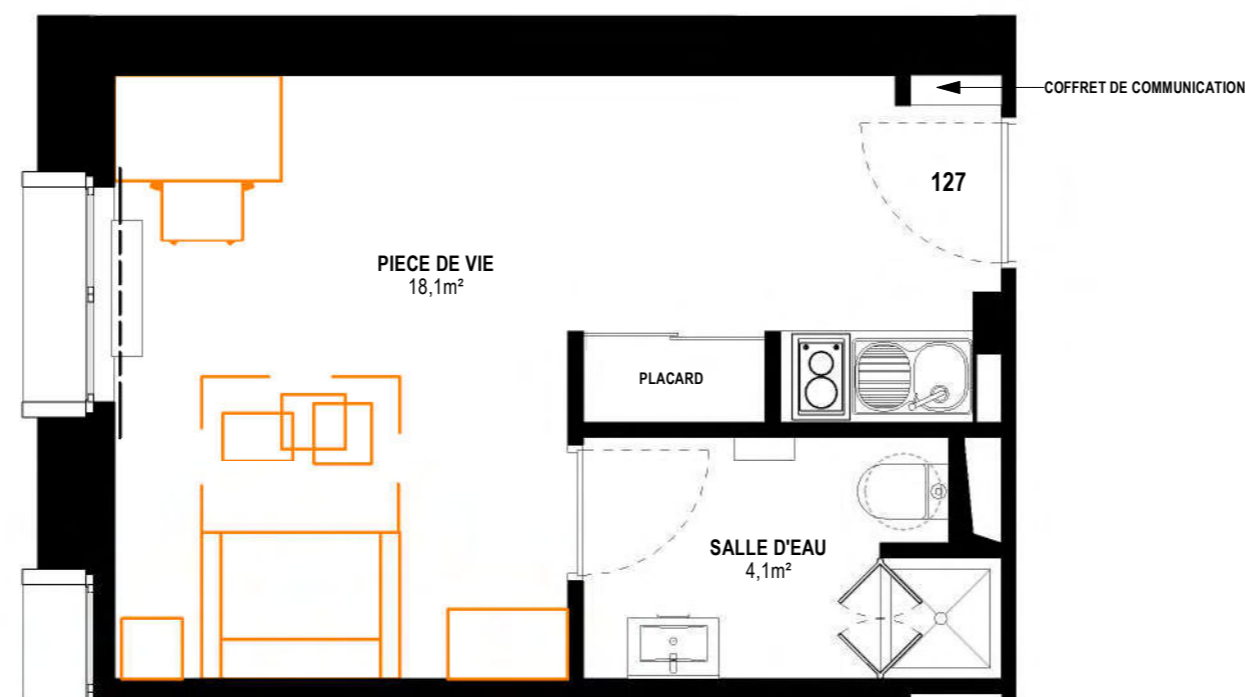 COFFRET DE COMMUNICATION
127
PIECE DE VIE
18,1m²
PLACARD
SALLE D'EAU
4,1m²